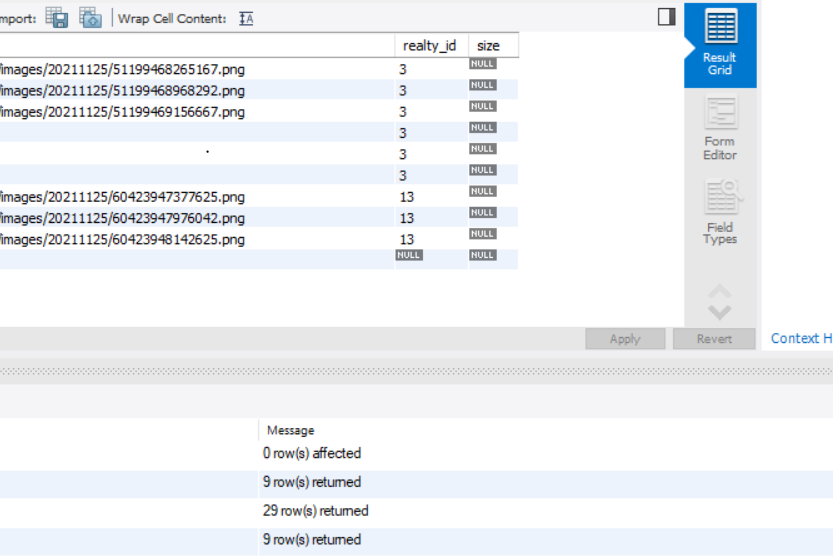 mport: Wrap Cell Content:
realty_id size
/images/20211125/51199468265167.png 3 NULL
/images/20211125/51199468968292.png 3 NULL
/images/20211125/51199469156667.png 3 NULL
3 NULL
3 NULL
3 NULL
/images/20211125/60423947377625.png 13 NULL
/images/20211125/60423947976042.png 13 NULL
/images/20211125/60423948142625.png 13 NULL
NULL NULL
Result
Grid
Form
Editor
Field
Types
Apply Revert Context H
Message
0 row(s) affected
9 row(s) returned
29 row(s) returned
9 row(s) returned